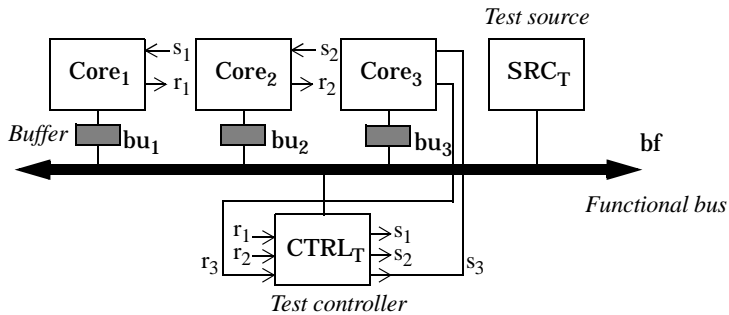 Test source
Core1
s1
r1
Core2
s2
r2
Core3
SRCT
Buffer
bu1
bu2
bu3
bf
Functional bus
r1
r2
r3
CTRLT
s1
s2
s3
Test controller